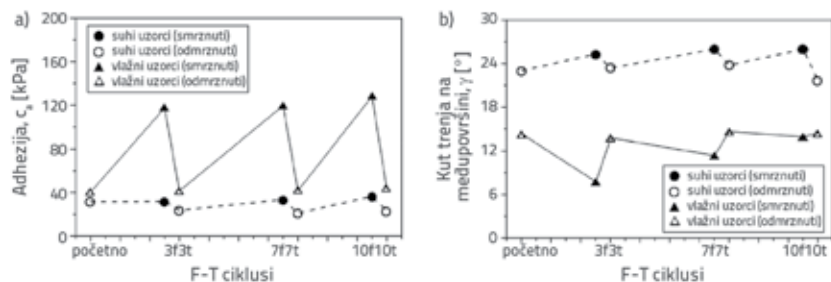 a)
200
160
120
80
40
0
Adhezija, cₐ [kPa]
suhi uzorci (smrznuti)
suhi uzorci (odmrznuti)
vlažni uzorci (smrznuti)
vlažni uzorci (odmrznuti)
početno 3f3t 7f7t 10f10t
F-T ciklusi
b)
30
24
18
12
6
0
Kut trenja na
međupovršini, γ [°]
suhi uzorci (smrznuti)
suhi uzorci (odmrznuti)
vlažni uzorci (smrznuti)
vlažni uzorci (odmrznuti)
početno 3f3t 7f7t 10f10t
F-T ciklusi